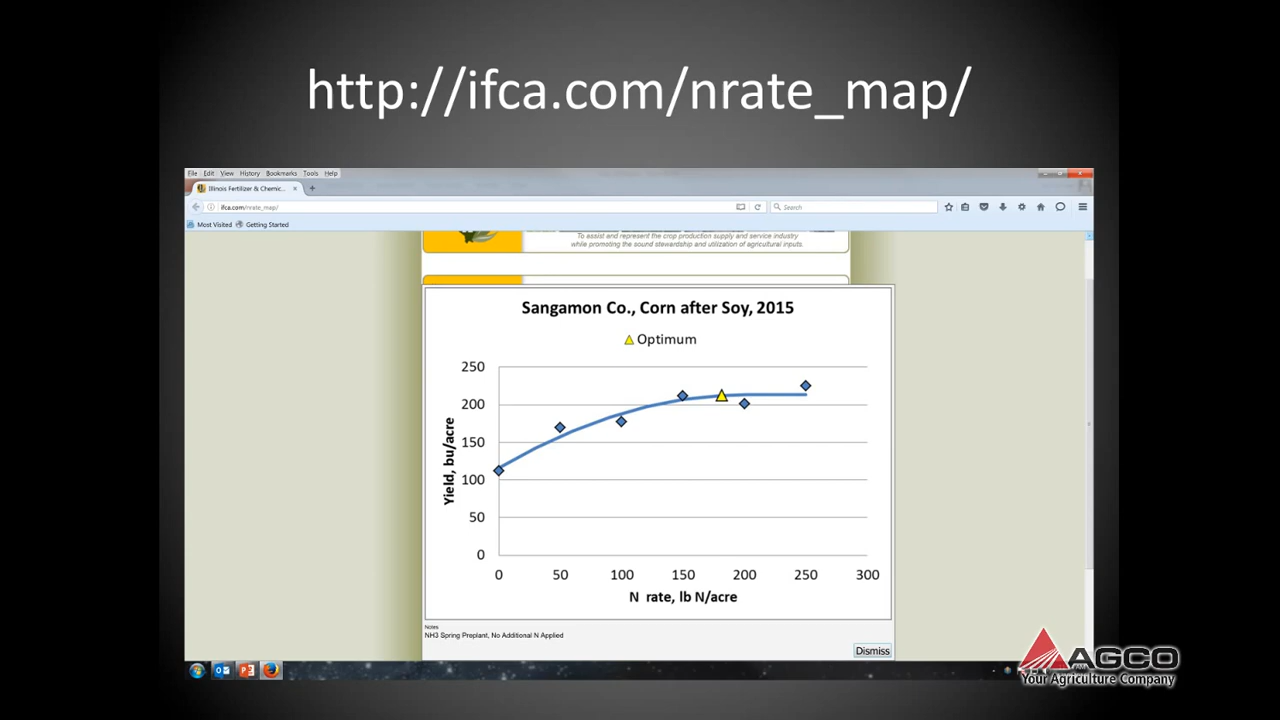 http://ifca.com/nrate_map/
File Edit View History Bookmarks Tools Help
Illinois Fertilizer & Chemic...
ifca.com/nrate_map/
Search
Most Visited Getting Started
To assist and represent the crop production supply and service industry
while promoting the sound stewardship and utilization of agricultural inputs.
Sangamon Co., Corn after Soy, 2015
Optimum
250
200
150
100
50
0
Yield, bu/acre
0 50 100 150 200 250 300
N rate, lb N/acre
Notes
NH3 Spring Preplant, No Additional N Applied
Dismiss
AGCO
Your Agriculture Company